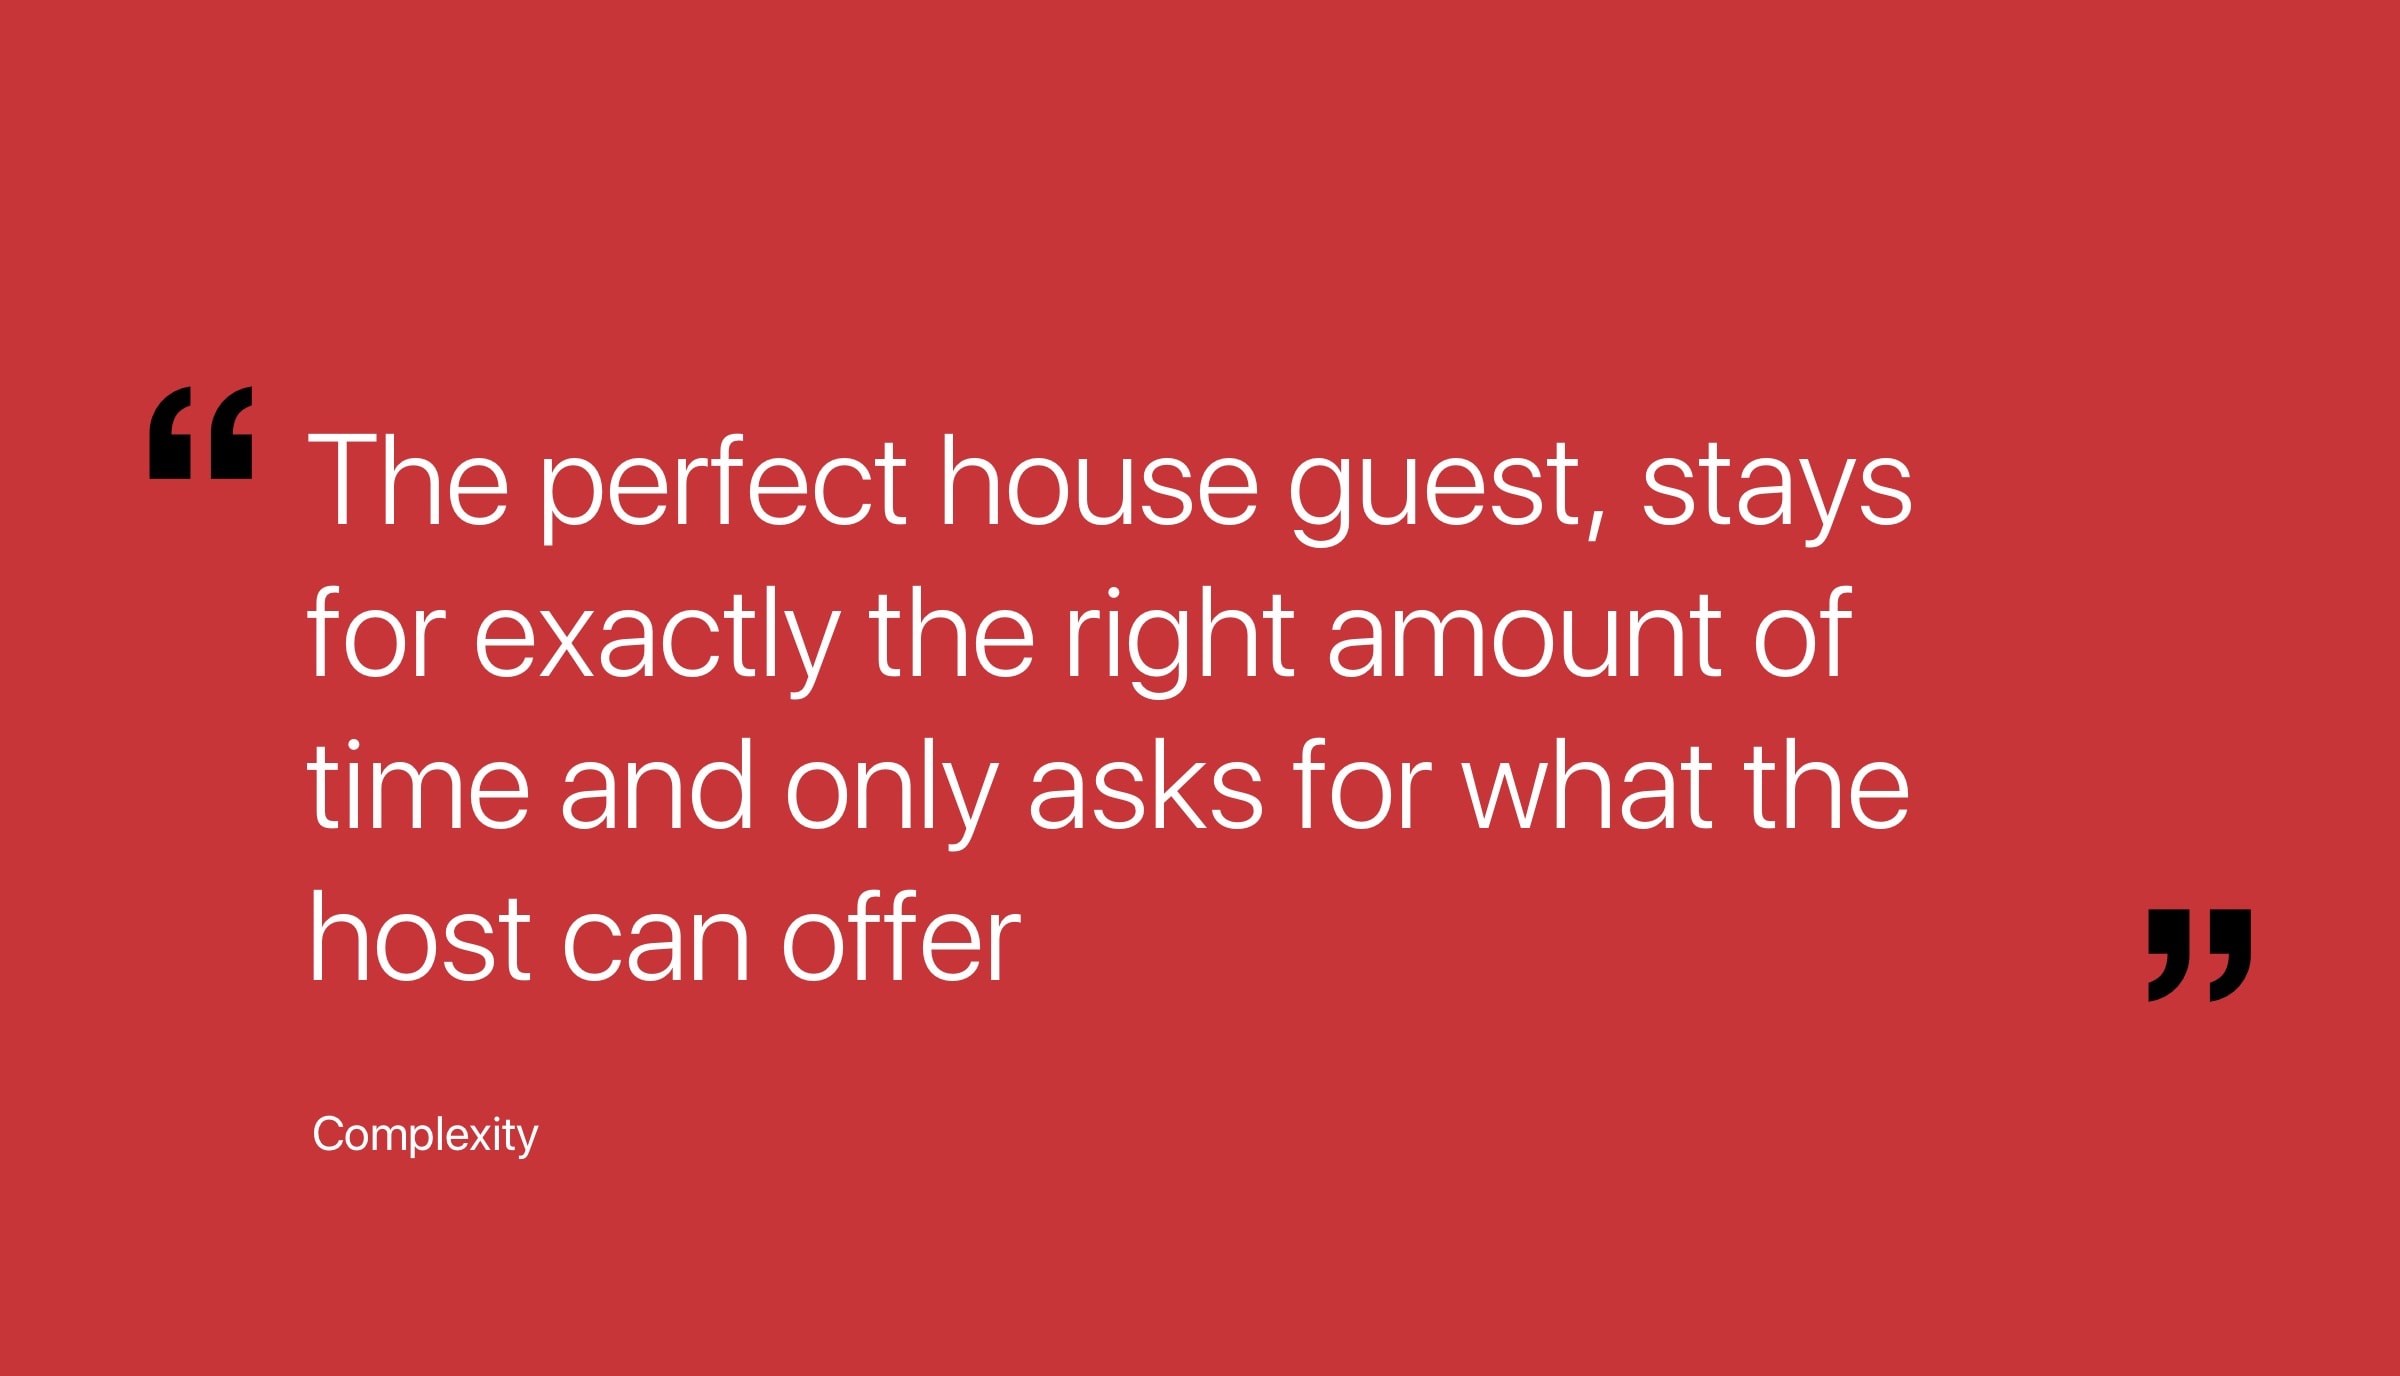 “The perfect house guest, stays
for exactly the right amount of
time and only asks for what the
host can offer”
Complexity